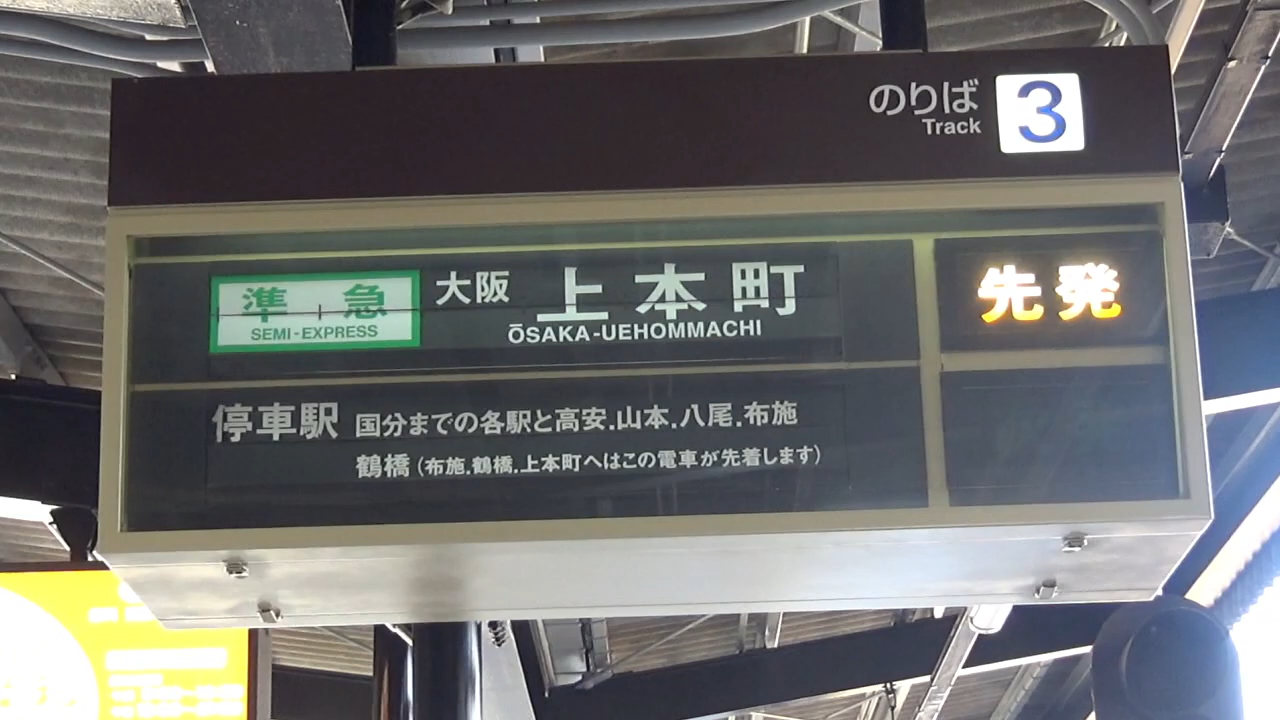 のりば 3
Track
準急 大阪上本町 先発
SEMI-EXPRESS ŌSAKA-UEHOMMACHI
停車駅 国分までの各駅と高安.山本.八尾.布施
鶴橋(布施.鶴橋.上本町へはこの電車が先着します)